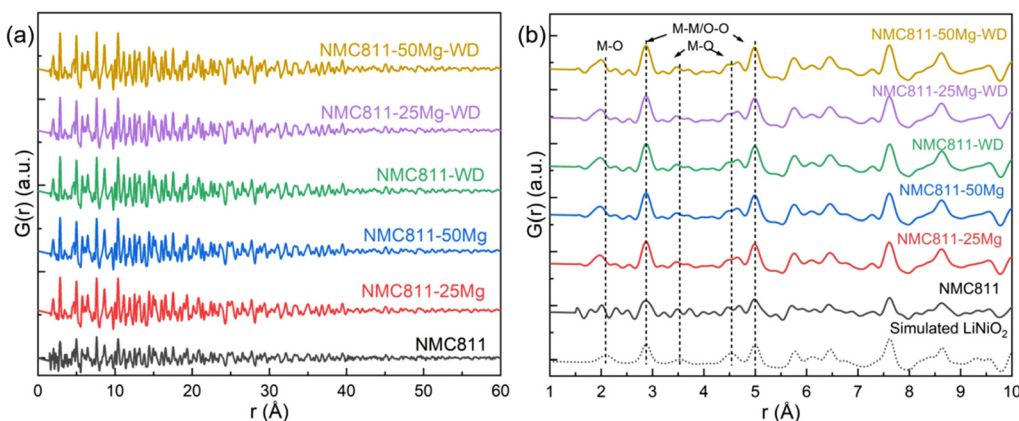 (a)
NMC811-50Mg-WD
NMC811-25Mg-WD
NMC811-WD
NMC811-50Mg
NMC811-25Mg
NMC811
G(r) (a.u.)
0 10 20 30 40 50 60
r (Å)
(b)
M-M/O-O
M-O
M-O
NMC811-50Mg-WD
NMC811-25Mg-WD
NMC811-WD
NMC811-50Mg
NMC811-25Mg
NMC811
Simulated LiNiO₂
G(r) (a.u.)
1 2 3 4 5 6 7 8 9 10
r (Å)